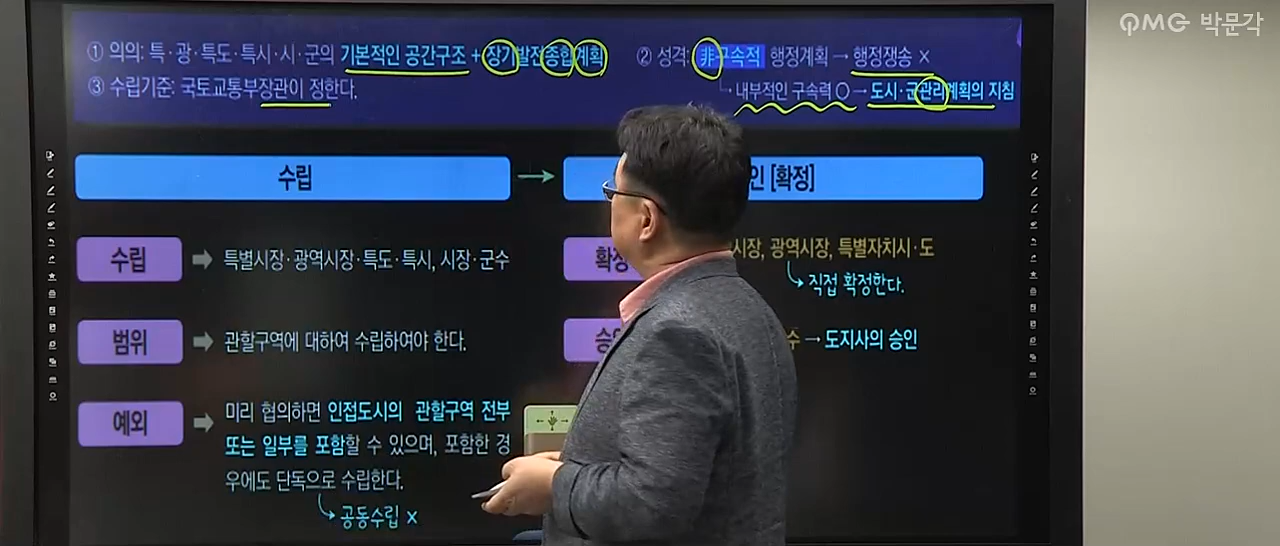 QMG 박문각
① 의의: 특·광·특도·특시·시·군의 기본적인 공간구조 + 장기발전종합계획
② 성격: 非구속적 행정계획 → 행정쟁송 ×
③ 수립기준: 국토교통부장관이 정한다.
내부적인 구속력 ○ → 도시·군관리계획의 지침
수립 → 인 [확정]
수립 → 특별시장·광역시장·특도·특시, 시장·군수
확정
시장, 광역시장, 특별자치시·도
직접 확정한다.
범위 → 관할구역에 대하여 수립하여야 한다.
수 → 도지사의 승인
예외 → 미리 협의하면 인접도시의 관할구역 전부
또는 일부를 포함할 수 있으며, 포함한 경
우에도 단독으로 수립한다.
공동수립 ×